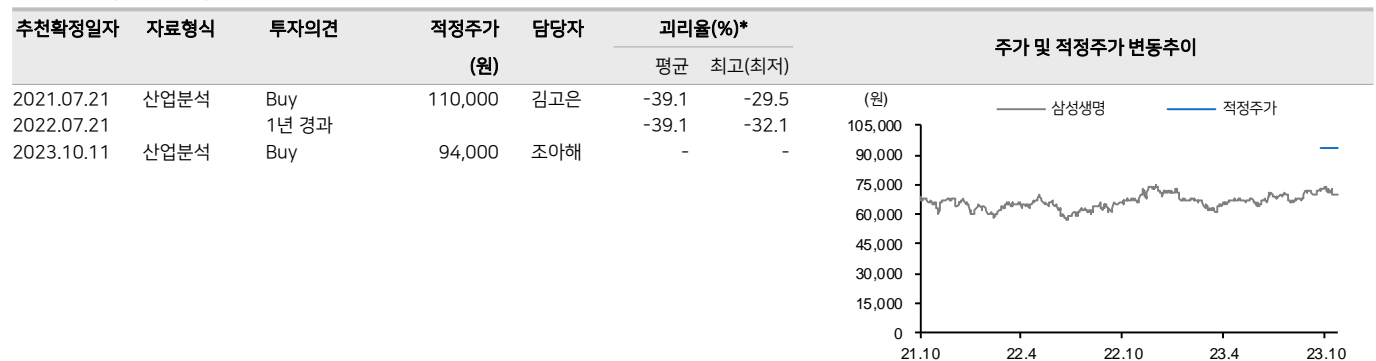 추천확정일자 자료형식 투자의견 적정주가 담당자 괴리율(%)* 주가 및 적정주가 변동추이
(원) 평균 최고(최저)
2021.07.21 산업분석 Buy 110,000 김고은 -39.1 -29.5
2022.07.21 1년 경과 -39.1 -32.1
2023.10.11 산업분석 Buy 94,000 조아해 - -
(원) 삼성생명 적정주가
105,000
90,000
75,000
60,000
45,000
30,000
15,000
0
21.10 22.4 22.10 23.4 23.10